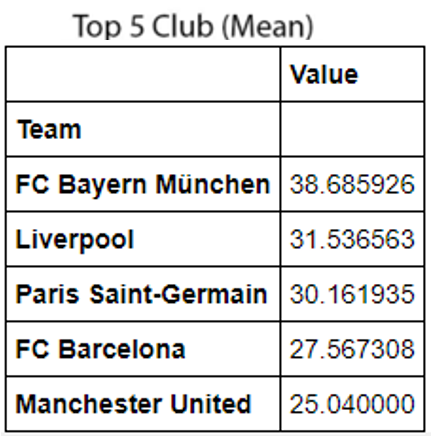 Top 5 Club (Mean)
Value
Team
FC Bayern München 38.685926
Liverpool 31.536563
Paris Saint-Germain 30.161935
FC Barcelona 27.567308
Manchester United 25.040000